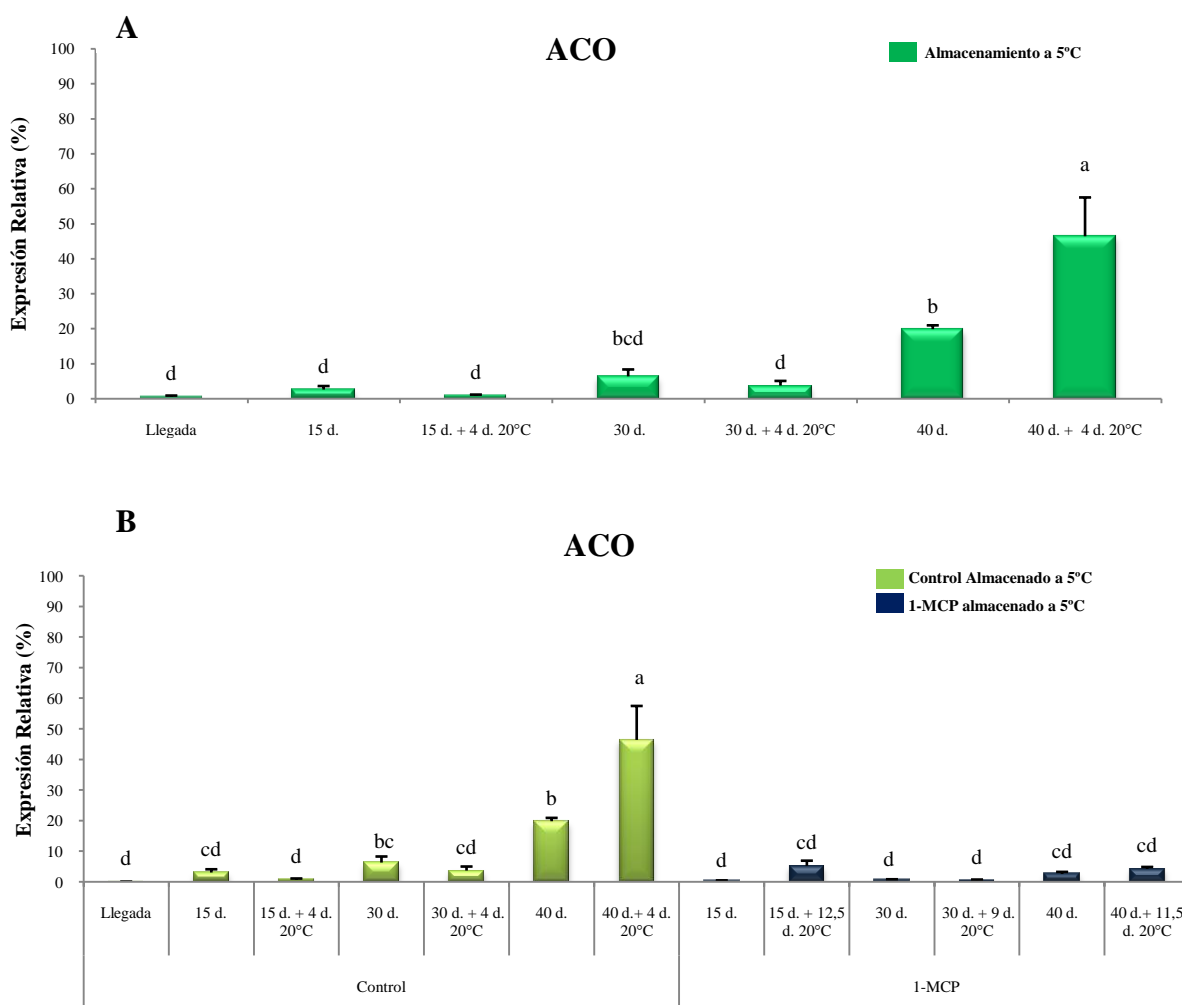 A
ACO
Almacenamiento a 5ºC
Expresión Relativa (%)
100
90
80
70
60
50
40
30
20
10
0
d
d
d
bcd
d
b
a
Llegada
15 d.
15 d. + 4 d. 20°C
30 d.
30 d. + 4 d. 20°C
40 d.
40 d. + 4 d. 20°C
B
ACO
Control Almacenado a 5ºC
1-MCP almacenado a 5ºC
Expresión Relativa (%)
100
90
80
70
60
50
40
30
20
10
0
d
cd
d
bc
cd
b
a
d
cd
d
d
cd
cd
Llegada
15 d.
15 d. + 4 d.
20°C
30 d.
30 d. + 4 d.
20°C
40 d.
40 d.+ 4 d.
20°C
15 d.
15 d. + 12,5
d. 20°C
30 d.
30 d. + 9 d.
20°C
40 d.
40 d.+ 11,5
d. 20°C
Control
1-MCP